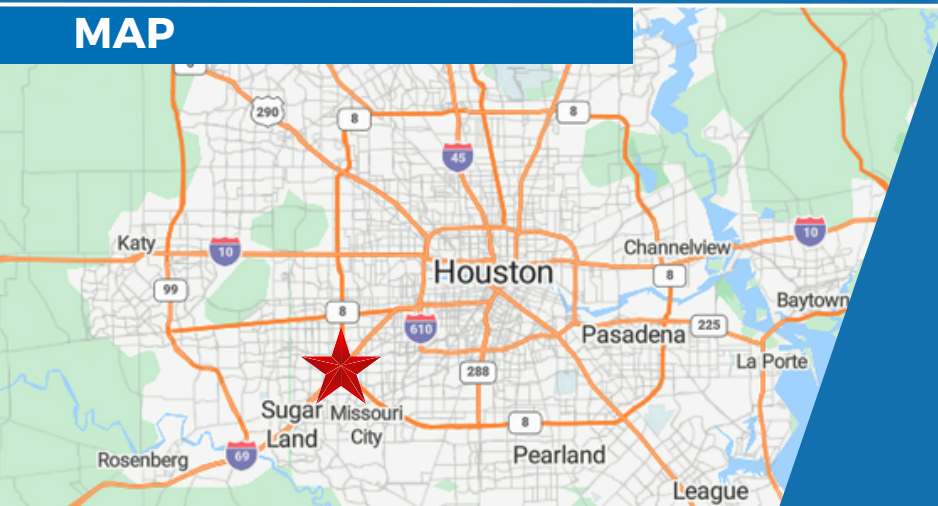 MAP
290
8
8
45
Katy
10
Channelview
10
Houston
8
99
Baytown
8
610
Pasadena
225
La Porte
288
Sugar
Land
Missouri
City
8
Rosenberg
69
Pearland
League